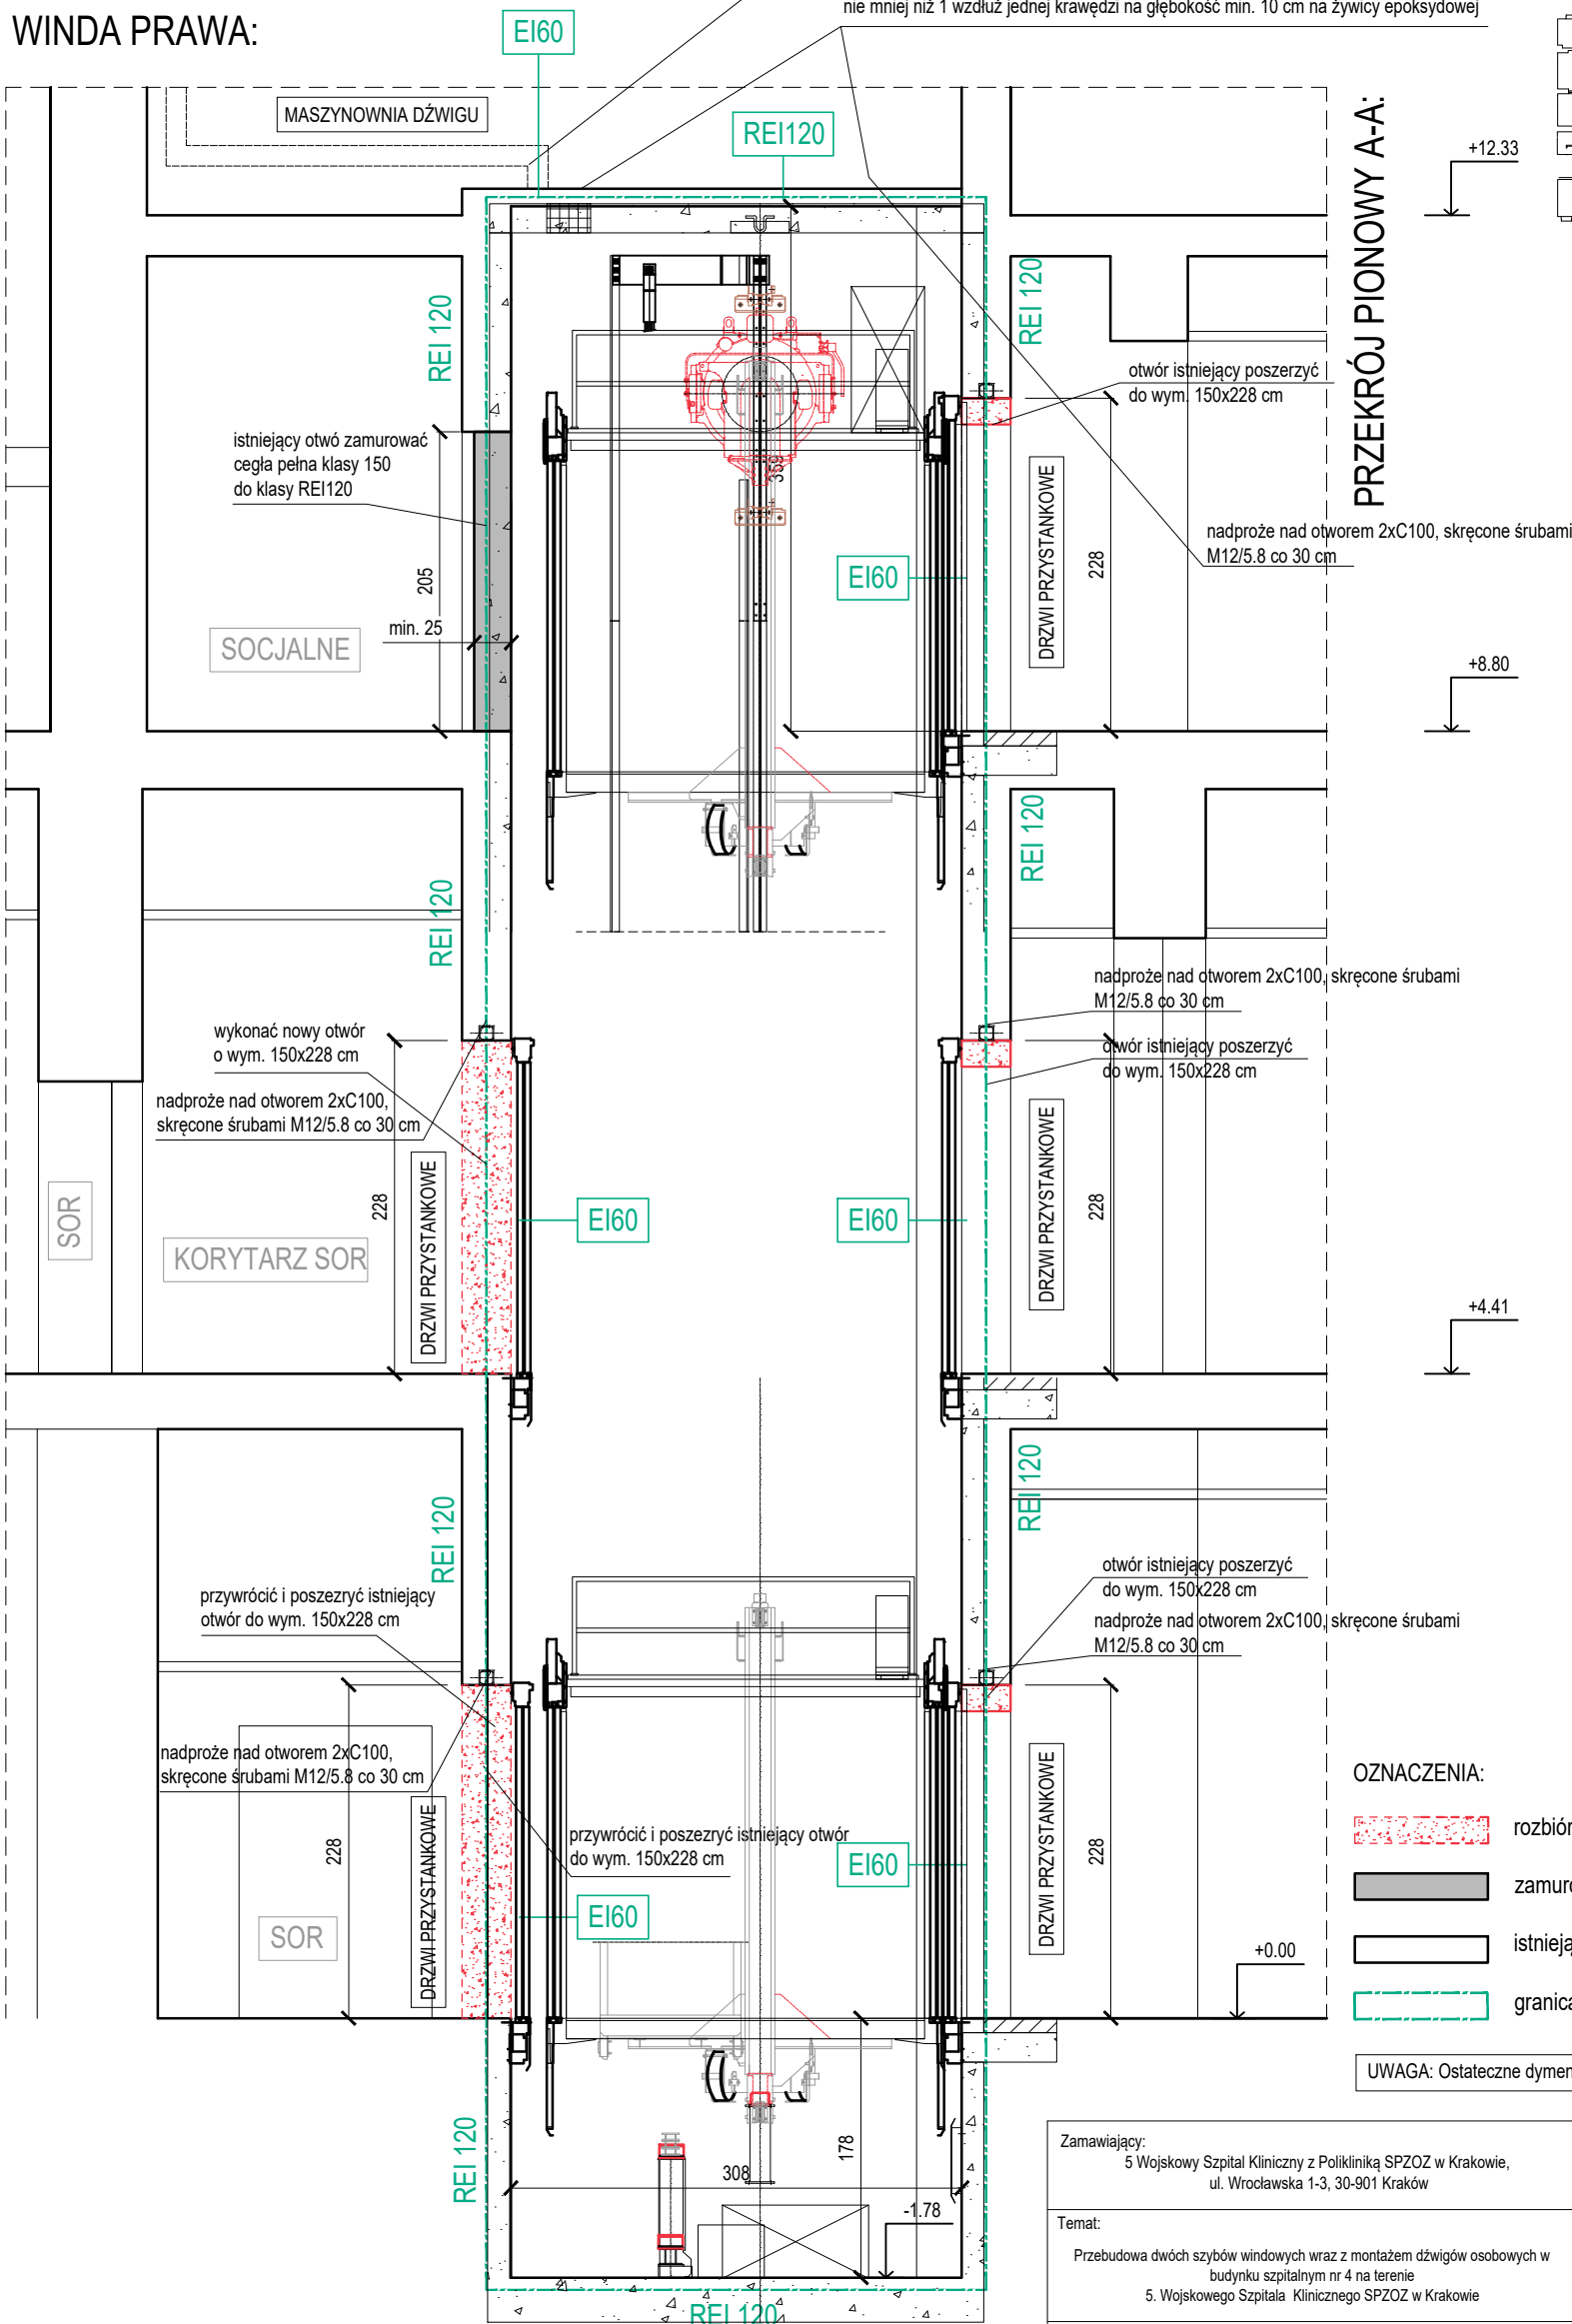 nie mniej niż 1 wzdłuż jednej krawędzi na głębokość min. 10 cm na żywicy epoksydowej
WINDA PRAWA:
EI60
MASZYNOWNIA DŹWIGU
REI120
PRZEKRÓJ PIONOWY A-A:
+12.33
REI 120
REI 120
otwór istniejący poszerzyć
do wym. 150x228 cm
istniejący otwó zamurować
cegła pełna klasy 150
do klasy REI120
359
205
min. 25
SOCJALNE
EI60
DRZWI PRZYSTANKOWE
228
nadproże nad otworem 2xC100, skręcone śrubami
M12/5.8 co 30 cm
+8.80
REI 120
REI 120
nadproże nad otworem 2xC100, skręcone śrubami
M12/5.8 co 30 cm
wykonać nowy otwór
o wym. 150x228 cm
otwór istniejący poszerzyć
do wym. 150x228 cm
nadproże nad otworem 2xC100,
skręcone śrubami M12/5.8 co 30 cm
SOR
KORYTARZ SOR
228
DRZWI PRZYSTANKOWE
EI60
EI60
DRZWI PRZYSTANKOWE
228
+4.41
REI 120
REI 120
przywrócić i poszezryć istniejący
otwór do wym. 150x228 cm
otwór istniejący poszerzyć
do wym. 150x228 cm
nadproże nad otworem 2xC100, skręcone śrubami
M12/5.8 co 30 cm
nadproże nad otworem 2xC100,
skręcone śrubami M12/5.8 co 30 cm
228
DRZWI PRZYSTANKOWE
przywrócić i poszezryć istniejący otwór
do wym. 150x228 cm
EI60
EI60
DRZWI PRZYSTANKOWE
228
SOR
+0.00
OZNACZENIA:
rozbiór
zamuro
istnieją
granica
UWAGA: Ostateczne dymen
REI 120
308
178
-1.78
REI 120
Zamawiający:
5 Wojskowy Szpital Kliniczny z Polikliniką SPZOZ w Krakowie,
ul. Wrocławska 1-3, 30-901 Kraków
Temat:
Przebudowa dwóch szybów windowych wraz z montażem dźwigów osobowych w
budynku szpitalnym nr 4 na terenie
5. Wojskowego Szpitala Klinicznego SPZOZ w Krakowie